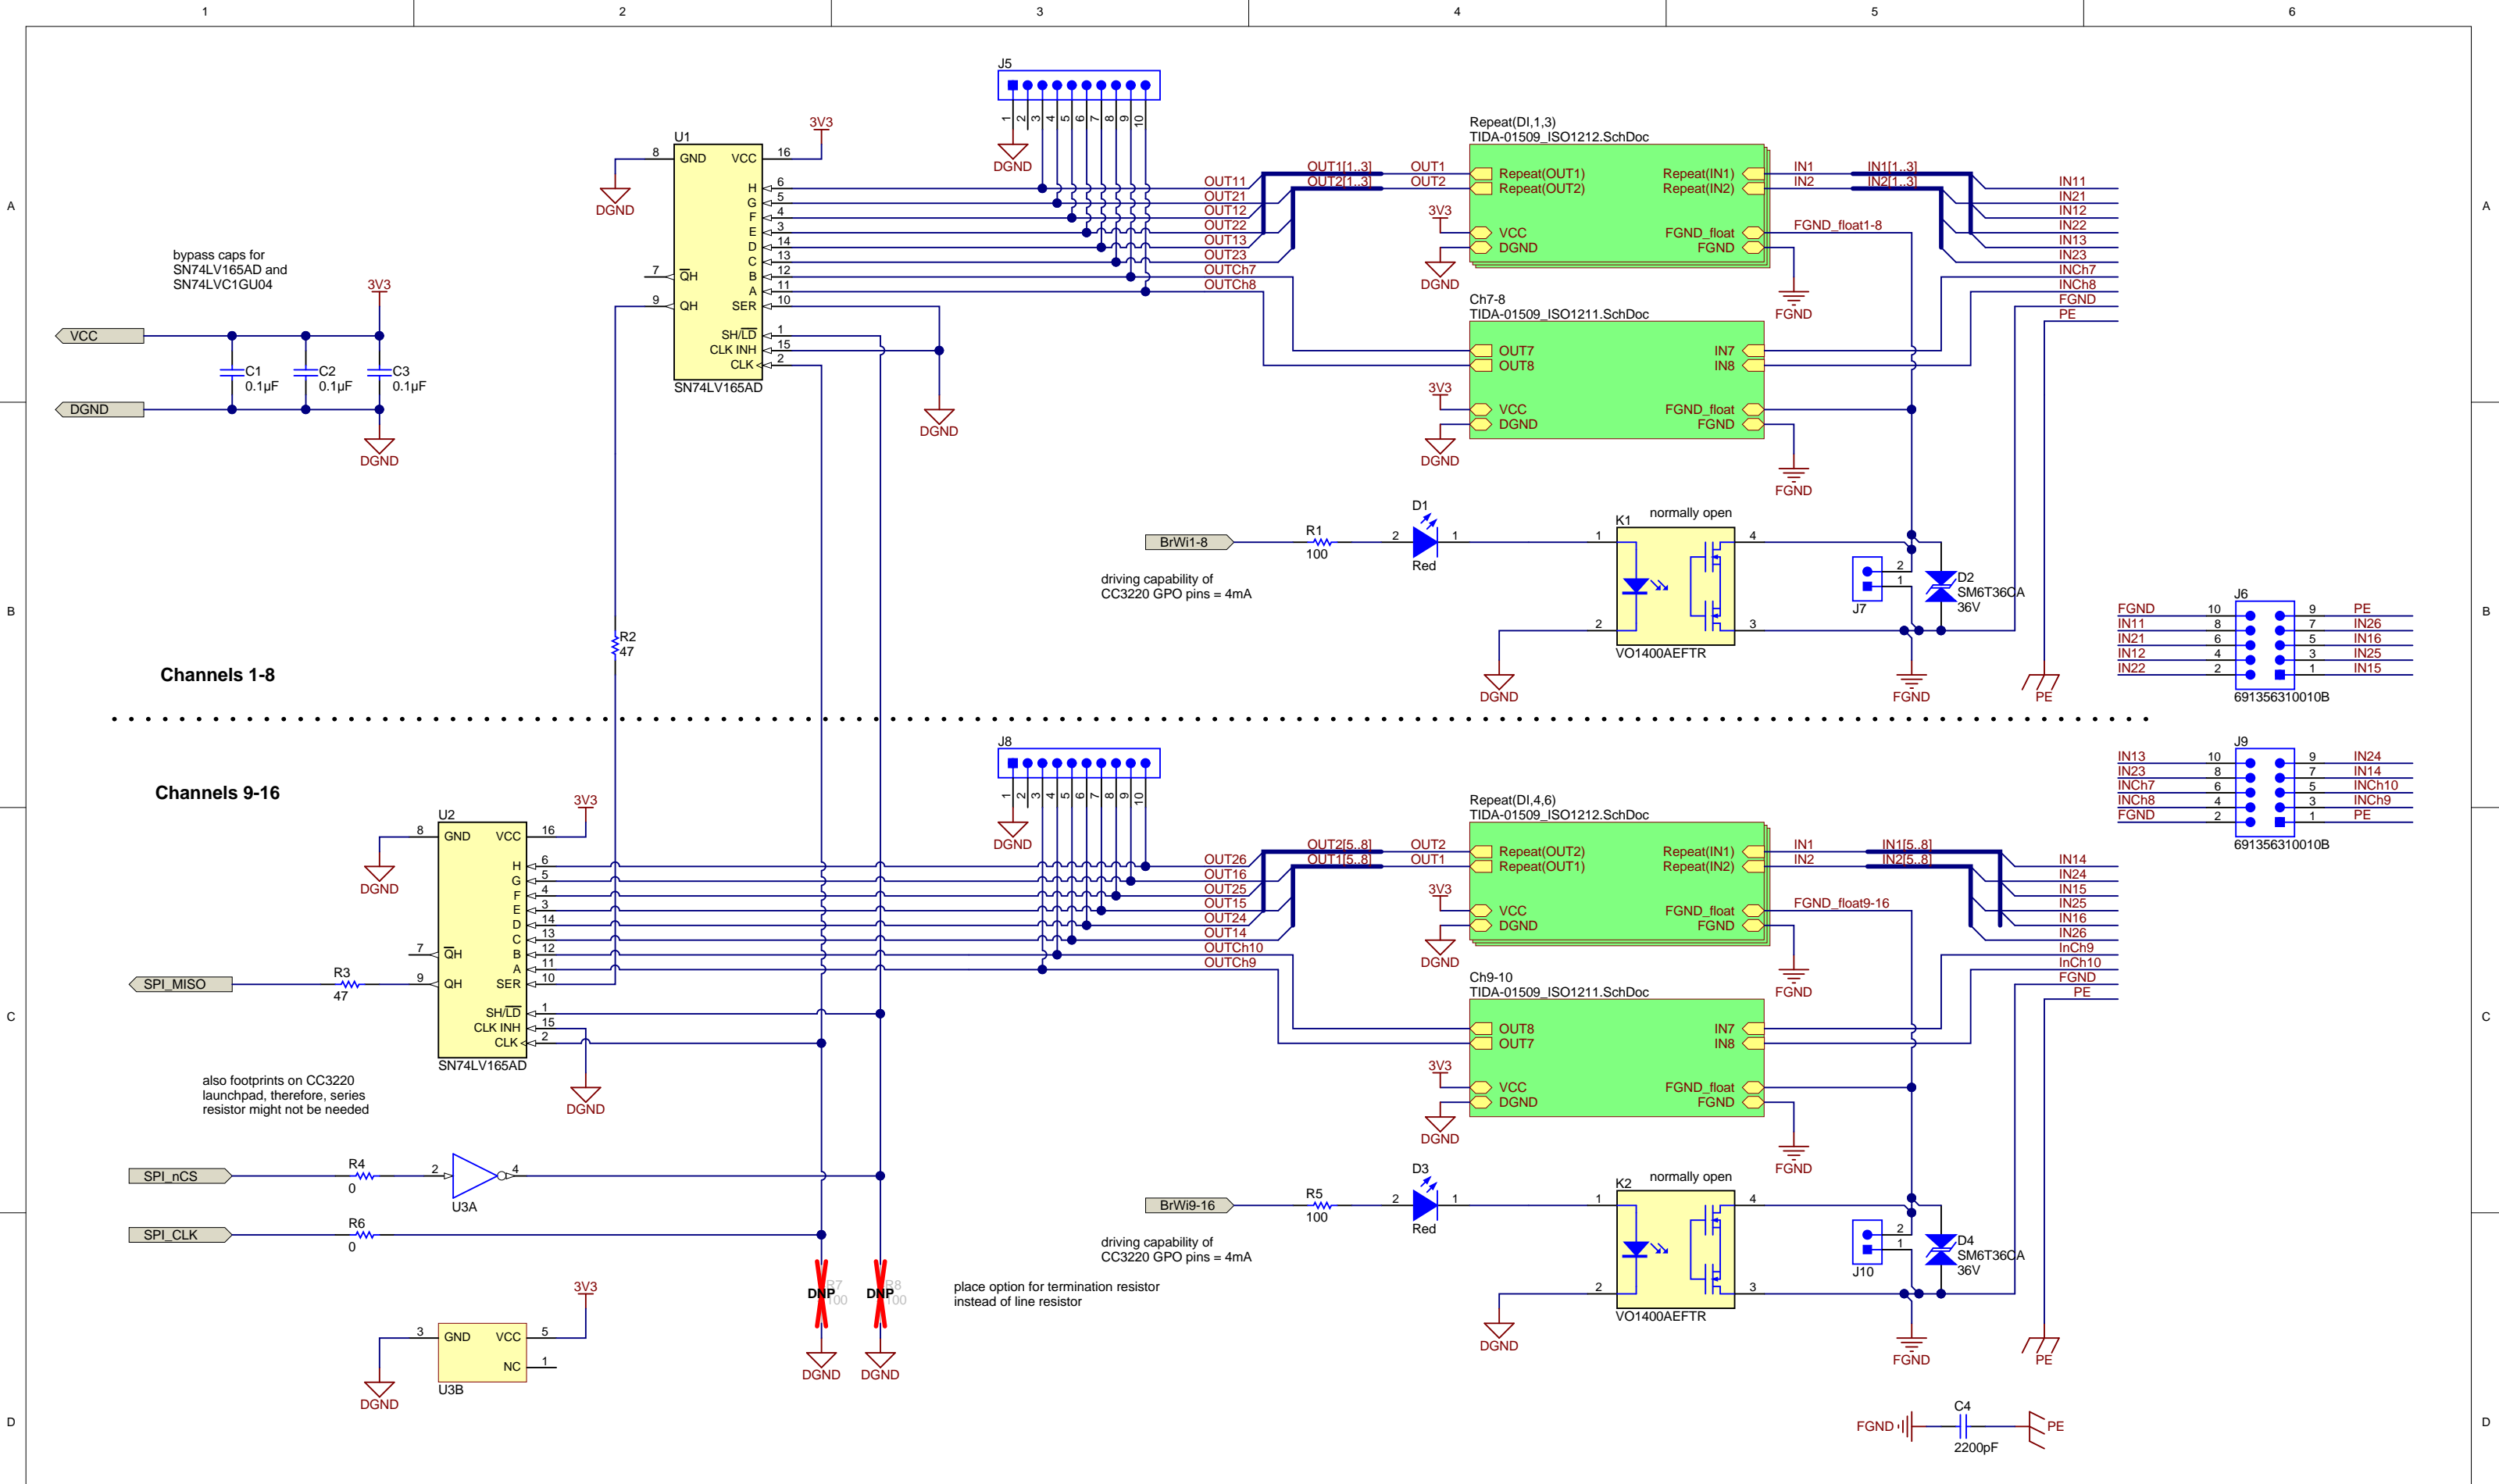 1 2 3 4 5 6
A
B
C
D
A
B
C
D
bypass caps for
SN74LV165AD and
SN74LVC1GU04
3V3
VCC
C1
0.1µF
C2
0.1µF
C3
0.1µF
DGND
DGND
Channels 1-8
U1
3V3
8 GND VCC 16
DGND
H 6
G 5
F 4
E 3
D 14
C 13
7 QH B 12
A 11
9 QH SER 10
SH/LD 1
CLK INH 15
CLK 2
SN74LV165AD
DGND
R2
47
J5
1 2 3 4 5 6 7 8 9 10
DGND
OUT11
OUT21
OUT12
OUT22
OUT13
OUT23
OUTCh7
OUTCh8
OUT1[1..3] OUT1
OUT2[1..3] OUT2
Repeat(DI,1,3)
TIDA-01509_ISO1212.SchDoc
Repeat(OUT1) Repeat(IN1)
Repeat(OUT2) Repeat(IN2)
3V3
VCC FGND_float
DGND FGND
DGND
FGND
IN1 IN1[1..3]
IN2 IN2[1..3]
FGND_float1-8
IN11
IN21
IN12
IN22
IN13
IN23
INCh7
INCh8
FGND
PE
Ch7-8
TIDA-01509_ISO1211.SchDoc
OUT7 IN7
OUT8 IN8
3V3
VCC FGND_float
DGND FGND
DGND
FGND
BrWi1-8
R1
100
D1
2 1
Red
driving capability of
CC3220 GPO pins = 4mA
normally open
K1
1 4
2 3
VO1400AEFTR
DGND
J7
2
1
D2
SM6T36CA
36V
FGND
PE
J6
FGND 10 9 PE
IN11 8 7 IN26
IN21 6 5 IN16
IN12 4 3 IN25
IN22 2 1 IN15
691356310010B
J9
IN13 10 9 IN24
IN23 8 7 IN14
INCh7 6 5 INCh10
INCh8 4 3 INCh9
FGND 2 1 PE
691356310010B
Channels 9-16
U2
3V3
8 GND VCC 16
DGND
H 6
G 5
F 4
E 3
D 14
C 13
7 QH B 12
A 11
9 QH SER 10
SH/LD 1
CLK INH 15
CLK 2
SN74LV165AD
DGND
SPI_MISO
R3
47
also footprints on CC3220
launchpad, therefore, series
resistor might not be needed
SPI_nCS
R4
0
2 4
U3A
SPI_CLK
R6
0
3V3
3 GND VCC 5
NC 1
U3B
DGND
R7
100
DNP
DGND
R8
100
DNP
DGND
place option for termination resistor
instead of line resistor
J8
1 2 3 4 5 6 7 8 9 10
DGND
OUT26
OUT16
OUT25
OUT15
OUT24
OUT14
OUTCh10
OUTCh9
OUT2[5..8] OUT2
OUT1[5..8] OUT1
Repeat(DI,4,6)
TIDA-01509_ISO1212.SchDoc
Repeat(OUT2) Repeat(IN1)
Repeat(OUT1) Repeat(IN2)
3V3
VCC FGND_float
DGND FGND
DGND
FGND
IN1 IN1[5..8]
IN2 IN2[5..8]
FGND_float9-16
IN14
IN24
IN15
IN25
IN16
IN26
InCh9
InCh10
FGND
PE
Ch9-10
TIDA-01509_ISO1211.SchDoc
OUT8 IN7
OUT7 IN8
3V3
VCC FGND_float
DGND FGND
DGND
FGND
BrWi9-16
R5
100
D3
2 1
Red
driving capability of
CC3220 GPO pins = 4mA
normally open
K2
1 4
2 3
VO1400AEFTR
DGND
J10
2
1
D4
SM6T36CA
36V
FGND
PE
FGND
C4
2200pF
PE